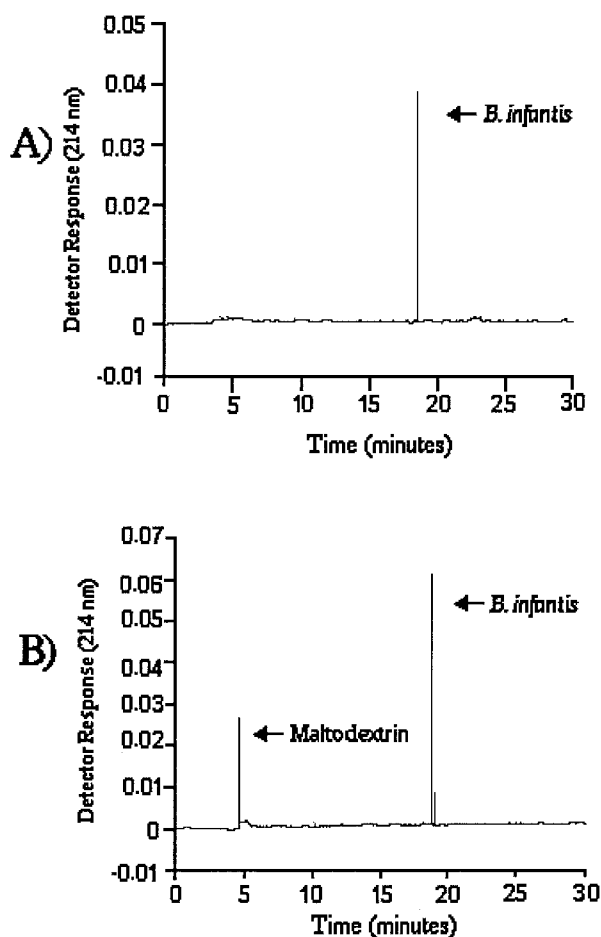 A)
Detector Response (214 nm)
0.05
0.04
0.03
0.02
0.01
0
-0.01
B. infantis
0 5 10 15 20 25 30
Time (minutes)
B)
Detector Response (214 nm)
0.07
0.06
0.05
0.04
0.03
0.02
0.01
0
-0.01
B. infantis
Maltodextrin
0 5 10 15 20 25 30
Time (minutes)